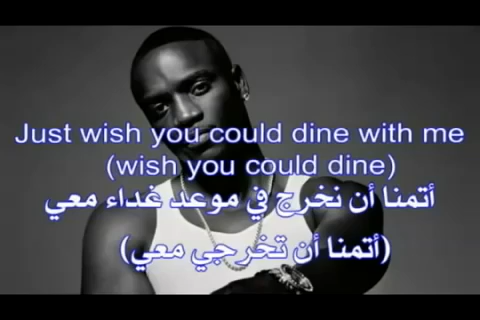 Just wish you could dine with me
(wish you could dine)
أتمنا أن نخرج في موعد غداء معي
(أتمنا أن تخرجي معي)